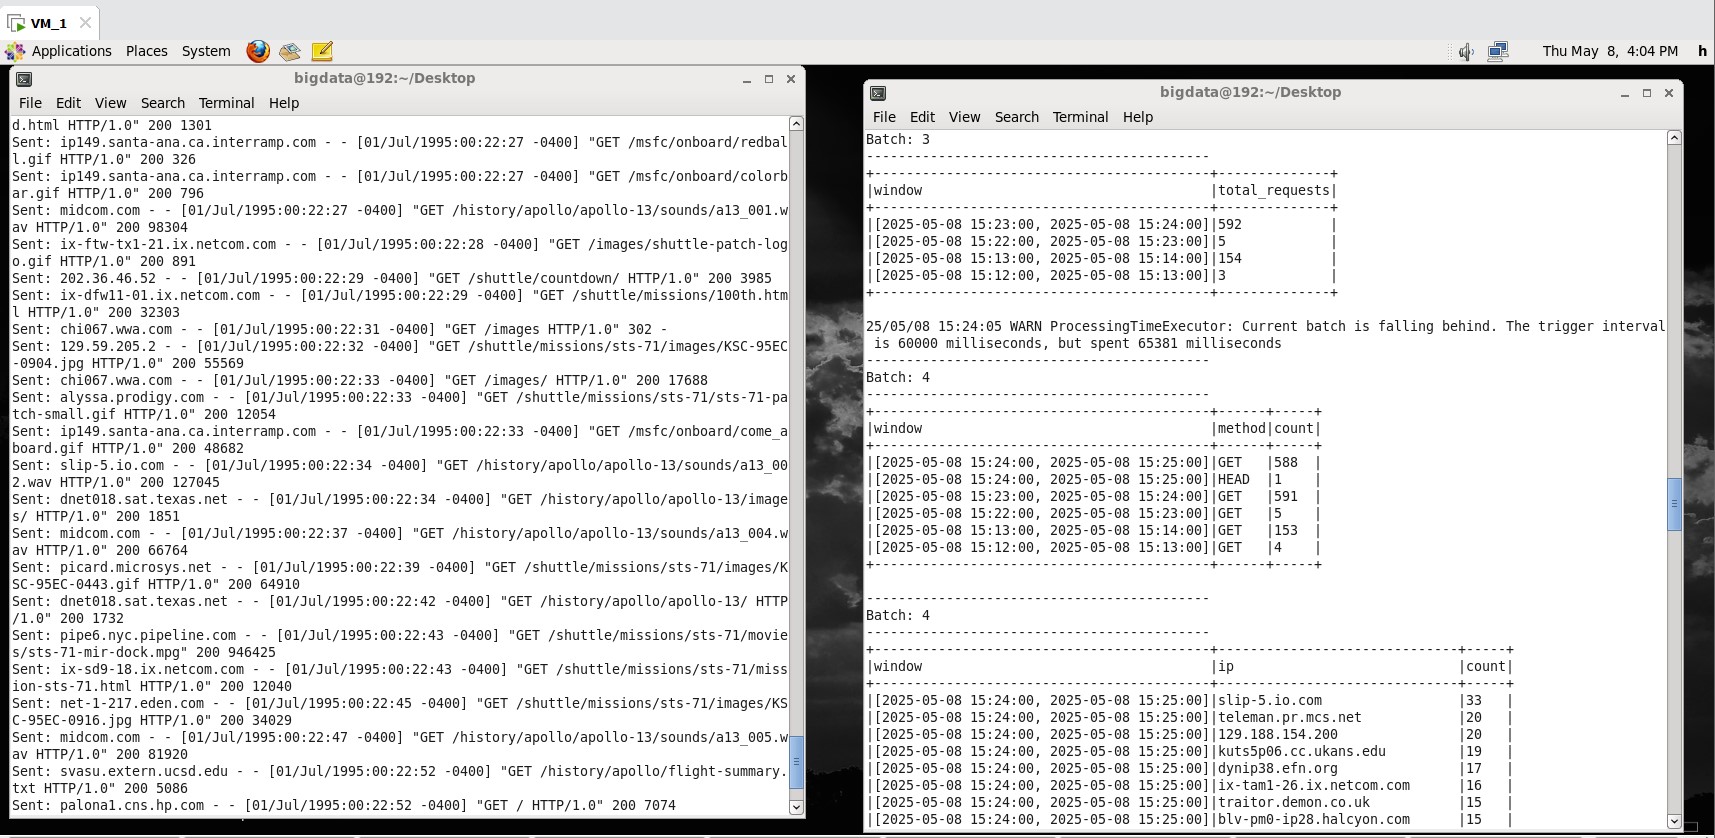 VM_1
Applications Places System Thu May 8, 4:04 PM h
bigdata@192:~/Desktop
File Edit View Search Terminal Help
d.html HTTP/1.0" 200 1301
Sent: ip149.santa-ana.ca.interramp.com - - [01/Jul/1995:00:22:27 -0400] "GET /msfc/onboard/redbal
l.gif HTTP/1.0" 200 326
Sent: ip149.santa-ana.ca.interramp.com - - [01/Jul/1995:00:22:27 -0400] "GET /msfc/onboard/colorb
ar.gif HTTP/1.0" 200 796
Sent: midcom.com - - [01/Jul/1995:00:22:27 -0400] "GET /history/apollo/apollo-13/sounds/a13_001.w
av HTTP/1.0" 200 98304
Sent: ix-ftw-tx1-21.ix.netcom.com - - [01/Jul/1995:00:22:28 -0400] "GET /images/shuttle-patch-log
o.gif HTTP/1.0" 200 891
Sent: 202.36.46.52 - - [01/Jul/1995:00:22:29 -0400] "GET /shuttle/countdown/ HTTP/1.0" 200 3985
Sent: ix-dfw11-01.ix.netcom.com - - [01/Jul/1995:00:22:29 -0400] "GET /shuttle/missions/100th.htm
l HTTP/1.0" 200 32303
Sent: chi067.wwa.com - - [01/Jul/1995:00:22:31 -0400] "GET /images HTTP/1.0" 302 -
Sent: 129.59.205.2 - - [01/Jul/1995:00:22:32 -0400] "GET /shuttle/missions/sts-71/images/KSC-95EC
-0904.jpg HTTP/1.0" 200 55569
Sent: chi067.wwa.com - - [01/Jul/1995:00:22:33 -0400] "GET /images/ HTTP/1.0" 200 17688
Sent: alyssa.prodigy.com - - [01/Jul/1995:00:22:33 -0400] "GET /shuttle/missions/sts-71/sts-71-pa
tch-small.gif HTTP/1.0" 200 12054
Sent: ip149.santa-ana.ca.interramp.com - - [01/Jul/1995:00:22:33 -0400] "GET /msfc/onboard/come_a
board.gif HTTP/1.0" 200 48682
Sent: slip-5.io.com - - [01/Jul/1995:00:22:34 -0400] "GET /history/apollo/apollo-13/sounds/a13_00
2.wav HTTP/1.0" 200 127045
Sent: dnet018.sat.texas.net - - [01/Jul/1995:00:22:34 -0400] "GET /history/apollo/apollo-13/image
s/ HTTP/1.0" 200 1851
Sent: midcom.com - - [01/Jul/1995:00:22:37 -0400] "GET /history/apollo/apollo-13/sounds/a13_004.w
av HTTP/1.0" 200 66764
Sent: picard.microsys.net - - [01/Jul/1995:00:22:39 -0400] "GET /shuttle/missions/sts-71/images/K
SC-95EC-0443.gif HTTP/1.0" 200 64910
Sent: dnet018.sat.texas.net - - [01/Jul/1995:00:22:42 -0400] "GET /history/apollo/apollo-13/ HTTP
/1.0" 200 1732
Sent: pipe6.nyc.pipeline.com - - [01/Jul/1995:00:22:43 -0400] "GET /shuttle/missions/sts-71/movie
s/sts-71-mir-dock.mpg" 200 946425
Sent: ix-sd9-18.ix.netcom.com - - [01/Jul/1995:00:22:43 -0400] "GET /shuttle/missions/sts-71/miss
ion-sts-71.html HTTP/1.0" 200 12040
Sent: net-1-217.eden.com - - [01/Jul/1995:00:22:45 -0400] "GET /shuttle/missions/sts-71/images/KS
C-95EC-0916.jpg HTTP/1.0" 200 34029
Sent: midcom.com - - [01/Jul/1995:00:22:47 -0400] "GET /history/apollo/apollo-13/sounds/a13_005.w
av HTTP/1.0" 200 81920
Sent: svasu.extern.ucsd.edu - - [01/Jul/1995:00:22:52 -0400] "GET /history/apollo/flight-summary.
txt HTTP/1.0" 200 5086
Sent: palona1.cns.hp.com - - [01/Jul/1995:00:22:52 -0400] "GET / HTTP/1.0" 200 7074
bigdata@192:~/Desktop
File Edit View Search Terminal Help
Batch: 3
-------------------------------------------
+------------------------------------------+--------------+
|window                                    |total_requests|
+------------------------------------------+--------------+
|[2025-05-08 15:23:00, 2025-05-08 15:24:00]|592           |
|[2025-05-08 15:22:00, 2025-05-08 15:23:00]|5             |
|[2025-05-08 15:13:00, 2025-05-08 15:14:00]|154           |
|[2025-05-08 15:12:00, 2025-05-08 15:13:00]|3             |
+------------------------------------------+--------------+
25/05/08 15:24:05 WARN ProcessingTimeExecutor: Current batch is falling behind. The trigger interval
is 60000 milliseconds, but spent 65381 milliseconds
-------------------------------------------
Batch: 4
-------------------------------------------
+------------------------------------------+------+-----+
|window                                    |method|count|
+------------------------------------------+------+-----+
|[2025-05-08 15:24:00, 2025-05-08 15:25:00]|GET   |588  |
|[2025-05-08 15:24:00, 2025-05-08 15:25:00]|HEAD  |1    |
|[2025-05-08 15:23:00, 2025-05-08 15:24:00]|GET   |591  |
|[2025-05-08 15:22:00, 2025-05-08 15:23:00]|GET   |5    |
|[2025-05-08 15:13:00, 2025-05-08 15:14:00]|GET   |153  |
|[2025-05-08 15:12:00, 2025-05-08 15:13:00]|GET   |4    |
+------------------------------------------+------+-----+
-------------------------------------------
Batch: 4
-------------------------------------------
+------------------------------------------+------------------------------+-----+
|window                                    |ip                            |count|
+------------------------------------------+------------------------------+-----+
|[2025-05-08 15:24:00, 2025-05-08 15:25:00]|slip-5.io.com                 |33   |
|[2025-05-08 15:24:00, 2025-05-08 15:25:00]|teleman.pr.mcs.net            |20   |
|[2025-05-08 15:24:00, 2025-05-08 15:25:00]|129.188.154.200               |20   |
|[2025-05-08 15:24:00, 2025-05-08 15:25:00]|kuts5p06.cc.ukans.edu         |19   |
|[2025-05-08 15:24:00, 2025-05-08 15:25:00]|dynip38.efn.org               |17   |
|[2025-05-08 15:24:00, 2025-05-08 15:25:00]|ix-tam1-26.ix.netcom.com      |16   |
|[2025-05-08 15:24:00, 2025-05-08 15:25:00]|traitor.demon.co.uk           |15   |
|[2025-05-08 15:24:00, 2025-05-08 15:25:00]|blv-pm0-ip28.halcyon.com      |15   |